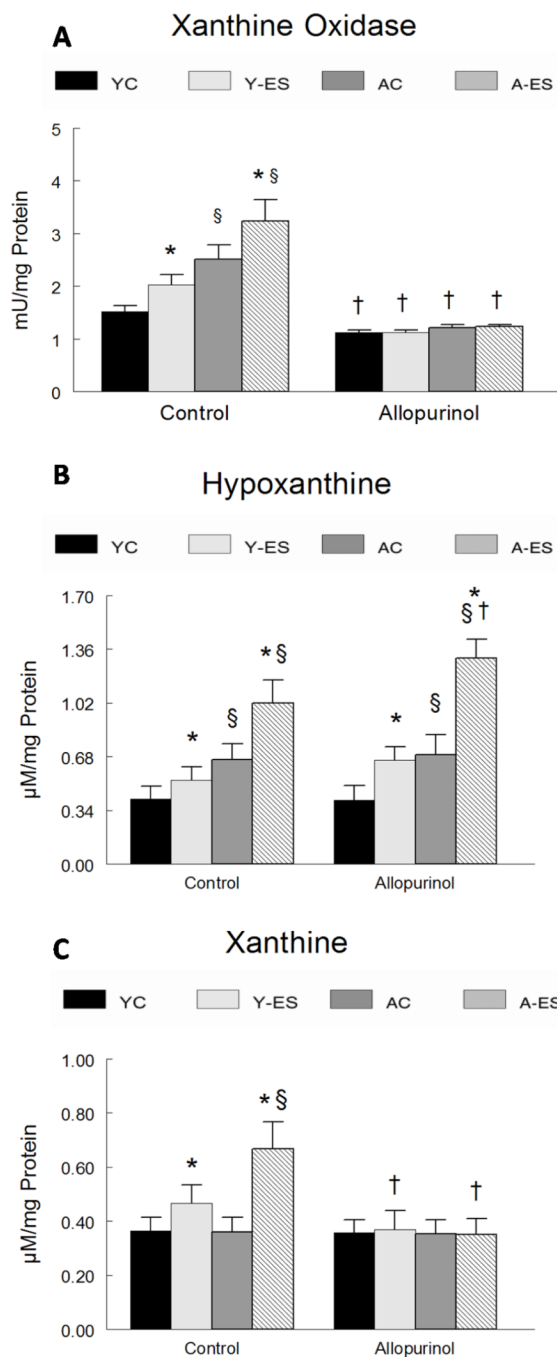 A
Xanthine Oxidase
YC Y-ES AC A-ES
5
4
3
2
1
0
mU/mg Protein
* § * §
† † † †
Control Allopurinol
B
Hypoxanthine
YC Y-ES AC A-ES
1.70
1.36
1.02
0.68
0.34
0.00
µM/mg Protein
* § * §
* § * § †
Control Allopurinol
C
Xanthine
YC Y-ES AC A-ES
1.00
0.80
0.60
0.40
0.20
0.00
µM/mg Protein
* * §
† †
Control Allopurinol